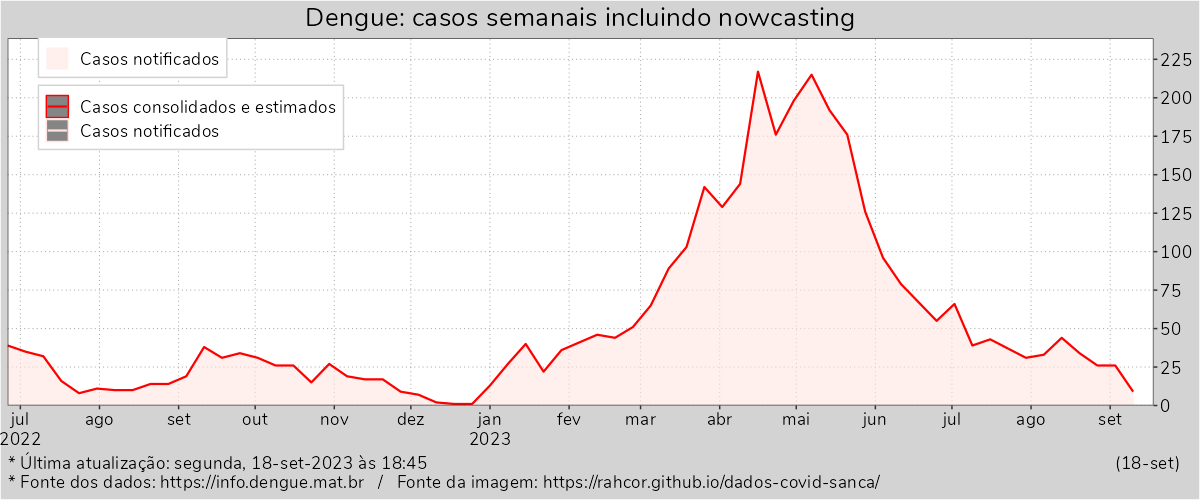 Dengue: casos semanais incluindo nowcasting
Casos notificados
Casos consolidados e estimados
Casos notificados
225
200
175
150
125
100
75
50
25
0
jul ago set out nov dez jan fev mar abr mai jun jul ago set
2022 2023
* Última atualização: segunda, 18-set-2023 às 18:45 (18-set)
* Fonte dos dados: https://info.dengue.mat.br / Fonte da imagem: https://rahcor.github.io/dados-covid-sanca/